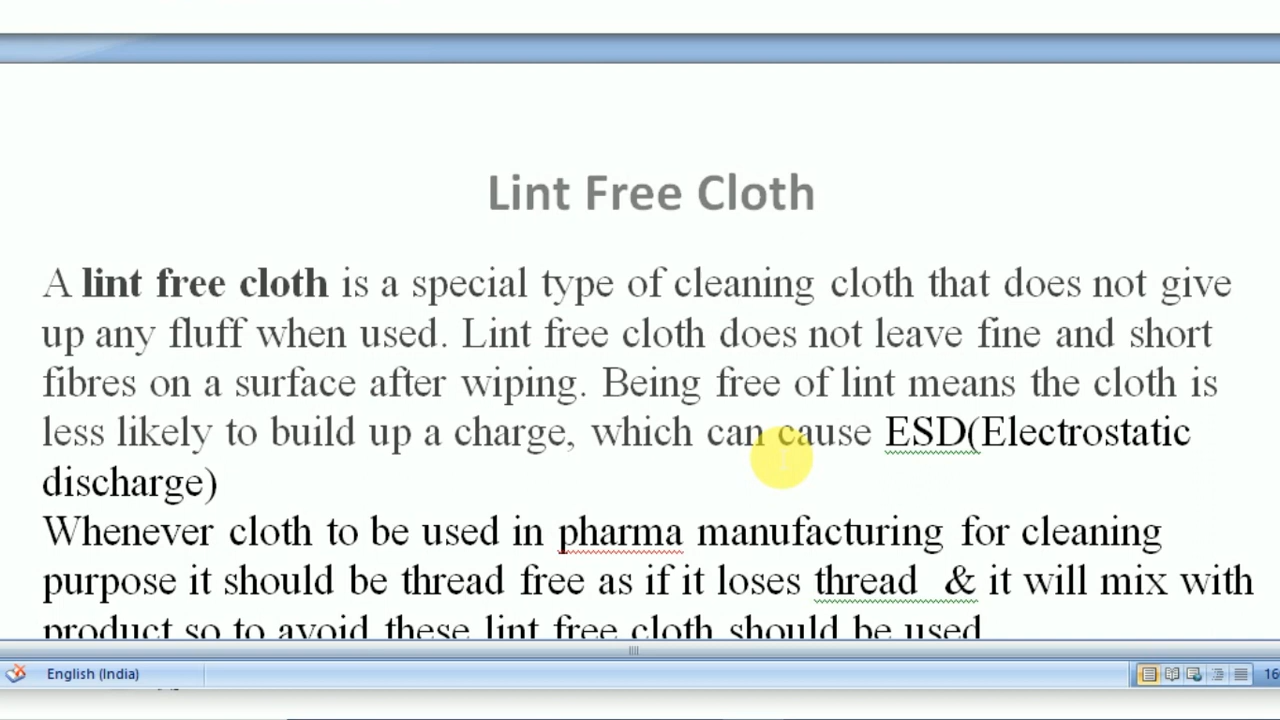 Lint Free Cloth
A lint free cloth is a special type of cleaning cloth that does not give
up any fluff when used. Lint free cloth does not leave fine and short
fibres on a surface after wiping. Being free of lint means the cloth is
less likely to build up a charge, which can cause ESD(Electrostatic
discharge)
Whenever cloth to be used in pharma manufacturing for cleaning
purpose it should be thread free as if it loses thread & it will mix with
product so to avoid these lint free cloth should be used
English (India)